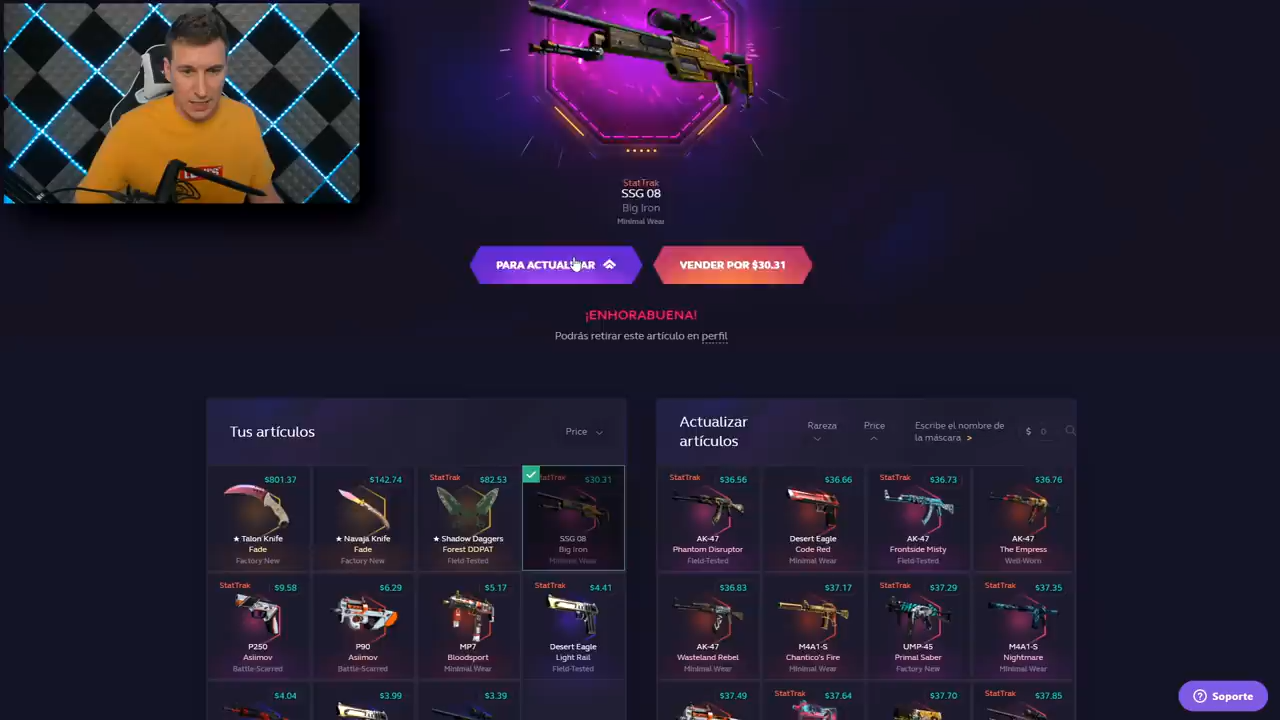 StatTrak
SSG 08
Big Iron
Minimal Wear
PARA ACTUALIZAR
VENDER POR $30.31
¡ENHORABUENA!
Podrás retirar este artículo en perfil
Tus artículos
Price
$801.37
★ Talon Knife
Fade
Factory New
$142.74
★ Navaja Knife
Fade
Factory New
StatTrak $82.53
★ Shadow Daggers
Forest DDPAT
Field-Tested
StatTrak $30.31
SSG 08
Big Iron
Minimal Wear
StatTrak $9.58
P250
Asiimov
Battle-Scarred
$6.29
P90
Asiimov
Battle-Scarred
$5.17
MP7
Bloodsport
Minimal Wear
StatTrak $4.41
Desert Eagle
Light Rail
Field-Tested
$4.04
$3.99
$3.39
Actualizar
artículos
Rareza
Price
Escribe el nombre de
la máscara >
$ 0
StatTrak $36.56
AK-47
Phantom Disruptor
Field-Tested
$36.66
Desert Eagle
Code Red
Minimal Wear
StatTrak $36.73
AK-47
Frontside Misty
Field-Tested
$36.76
AK-47
The Empress
Well-Worn
$36.83
AK-47
Wasteland Rebel
Minimal Wear
$37.17
M4A1-S
Chantico's Fire
Minimal Wear
StatTrak $37.29
UMP-45
Primal Saber
Factory New
StatTrak $37.35
M4A1-S
Nightmare
Minimal Wear
$37.49
StatTrak $37.64
$37.70
StatTrak $37.85
Soporte